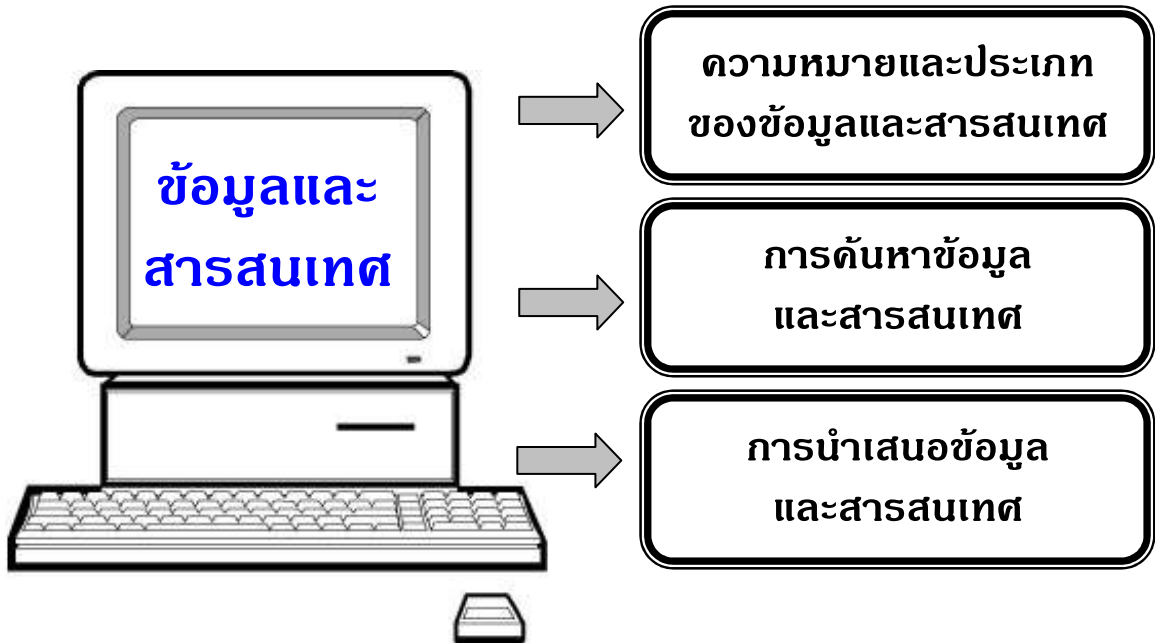 ข้อมูลและ
สารสนเทศ
ความหมายและประเภท
ของข้อมูลและสารสนเทศ
การค้นหาข้อมูล
และสารสนเทศ
การนำเสนอข้อมูล
และสารสนเทศ